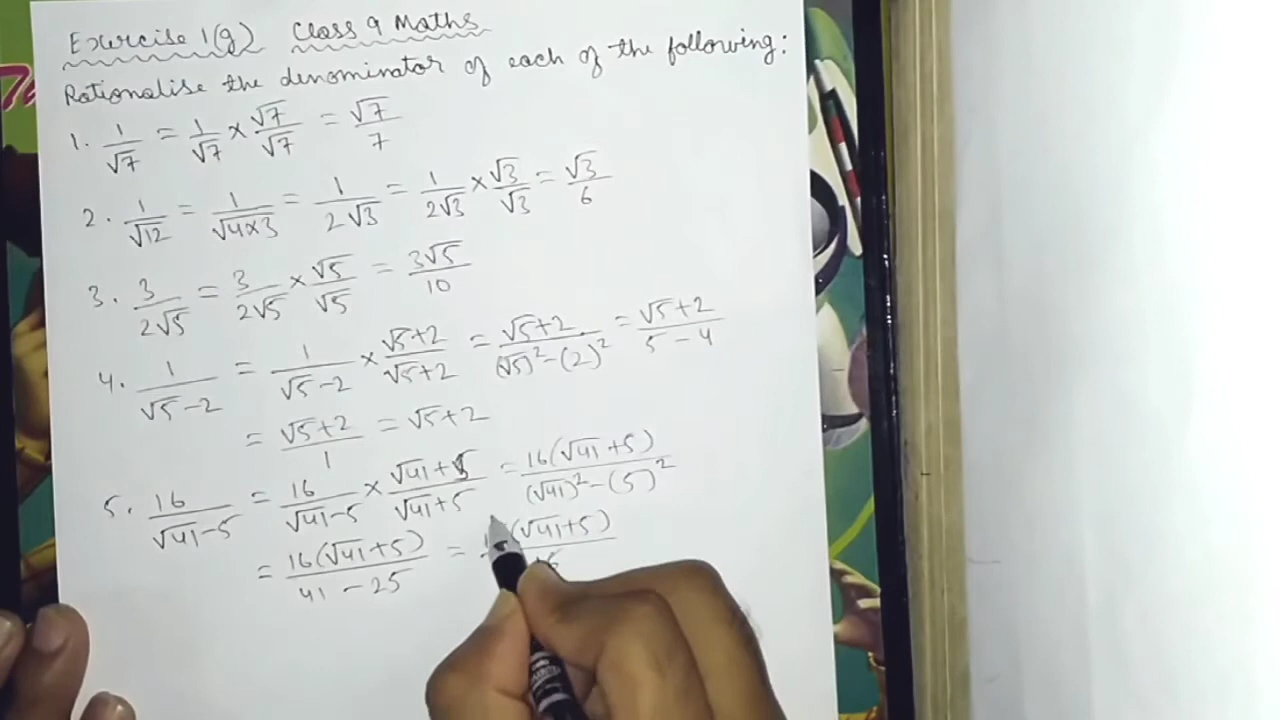 Exercise 1(g) Class 9 Maths
Rationalise the denominator of each of the following:
1. 1/√7 = 1/√7 × √7/√7 = √7/7
2. 1/√12 = 1/√4×3 = 1/2√3 = 1/2√3 × √3/√3 = √3/6
3. 3/2√5 = 3/2√5 × √5/√5 = 3√5/10
4. 1/√5-2 = 1/√5-2 × √5+2/√5+2 = √5+2/(√5)²-(2)² = √5+2/5-4
= √5+2/1 = √5+2
5. 16/√41-5 = 16/√41-5 × √41+5/√41+5 = 16(√41+5)/(√41)²-(5)²
= 16(√41+5)/41-25 = (√41+5)